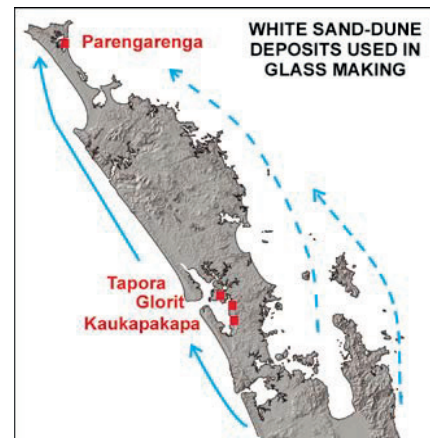 WHITE SAND-DUNE
DEPOSITS USED IN
GLASS MAKING
Parengarenga
Tapora
Glorit
Kaukapakapa